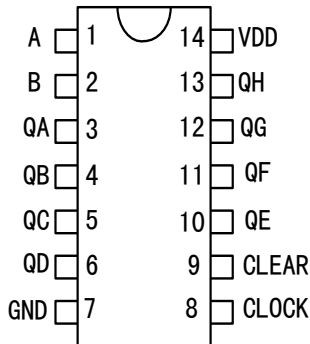 A 1 14 VDD
B 2 13 QH
QA 3 12 QG
QB 4 11 QF
QC 5 10 QE
QD 6 9 CLEAR
GND 7 8 CLOCK